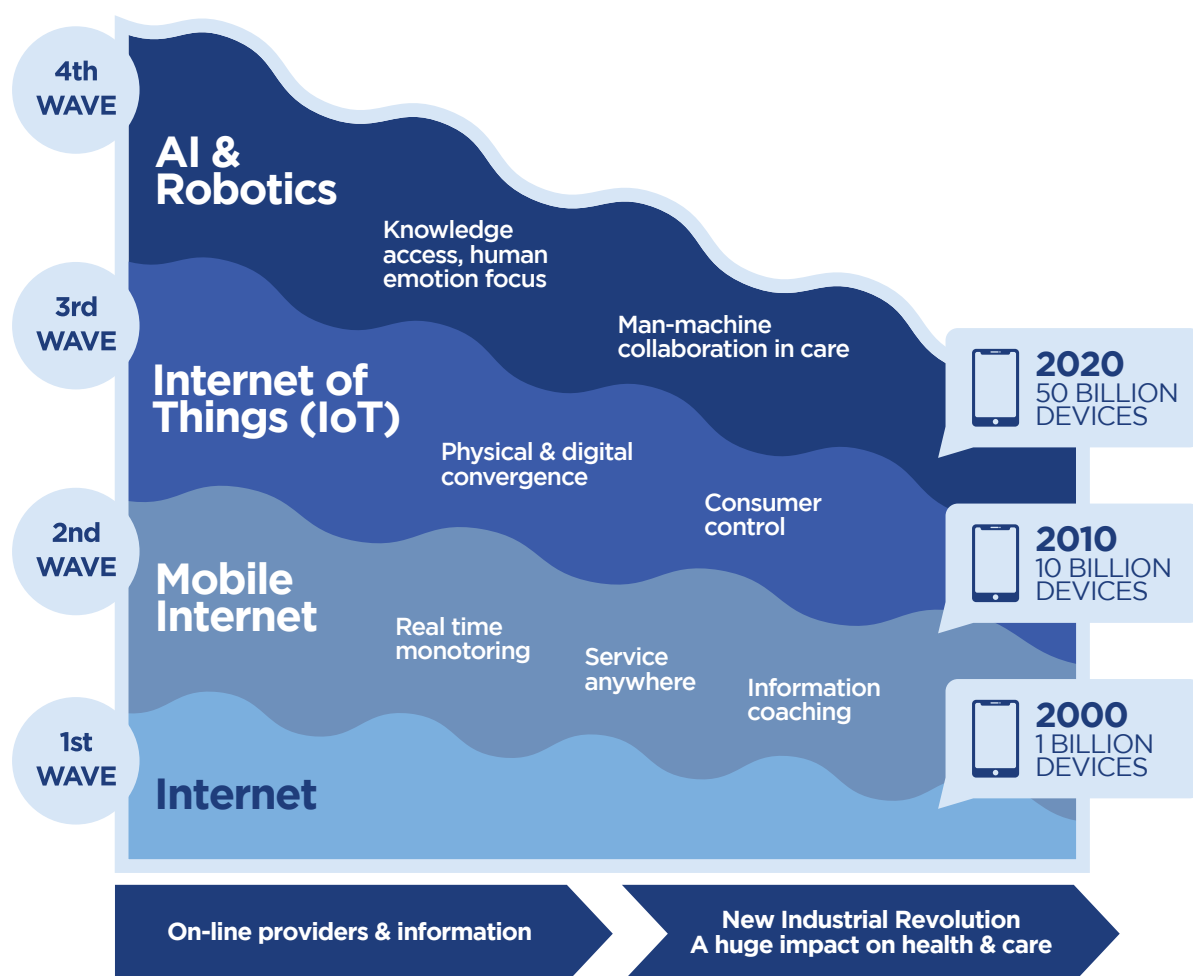 4th
WAVE
AI &
Robotics
Knowledge
access, human
emotion focus
Man-machine
collaboration in care
3rd
WAVE
Internet of
Things (IoT)
Physical & digital
convergence
Consumer
control
2020
50 BILLION
DEVICES
2nd
WAVE
Mobile
Internet
Real time
monotoring
Service
anywhere
Information
coaching
2010
10 BILLION
DEVICES
1st
WAVE
Internet
2000
1 BILLION
DEVICES
On-line providers & information
New Industrial Revolution
A huge impact on health & care